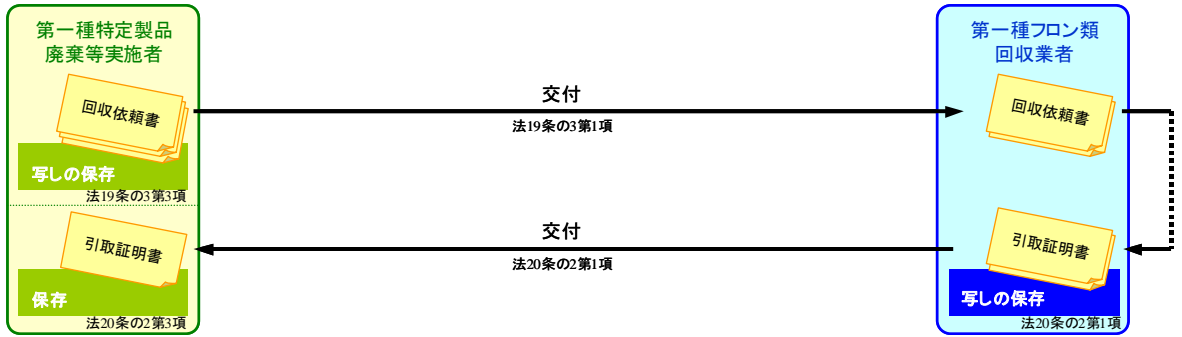 第一種特定製品
廃棄等実施者
回収依頼書
写しの保存
法19条の3第3項
引取証明書
保存
法20条の2第3項
交付
法19条の3第1項
交付
法20条の2第1項
第一種フロン類
回収業者
回収依頼書
引取証明書
写しの保存
法20条の2第1項